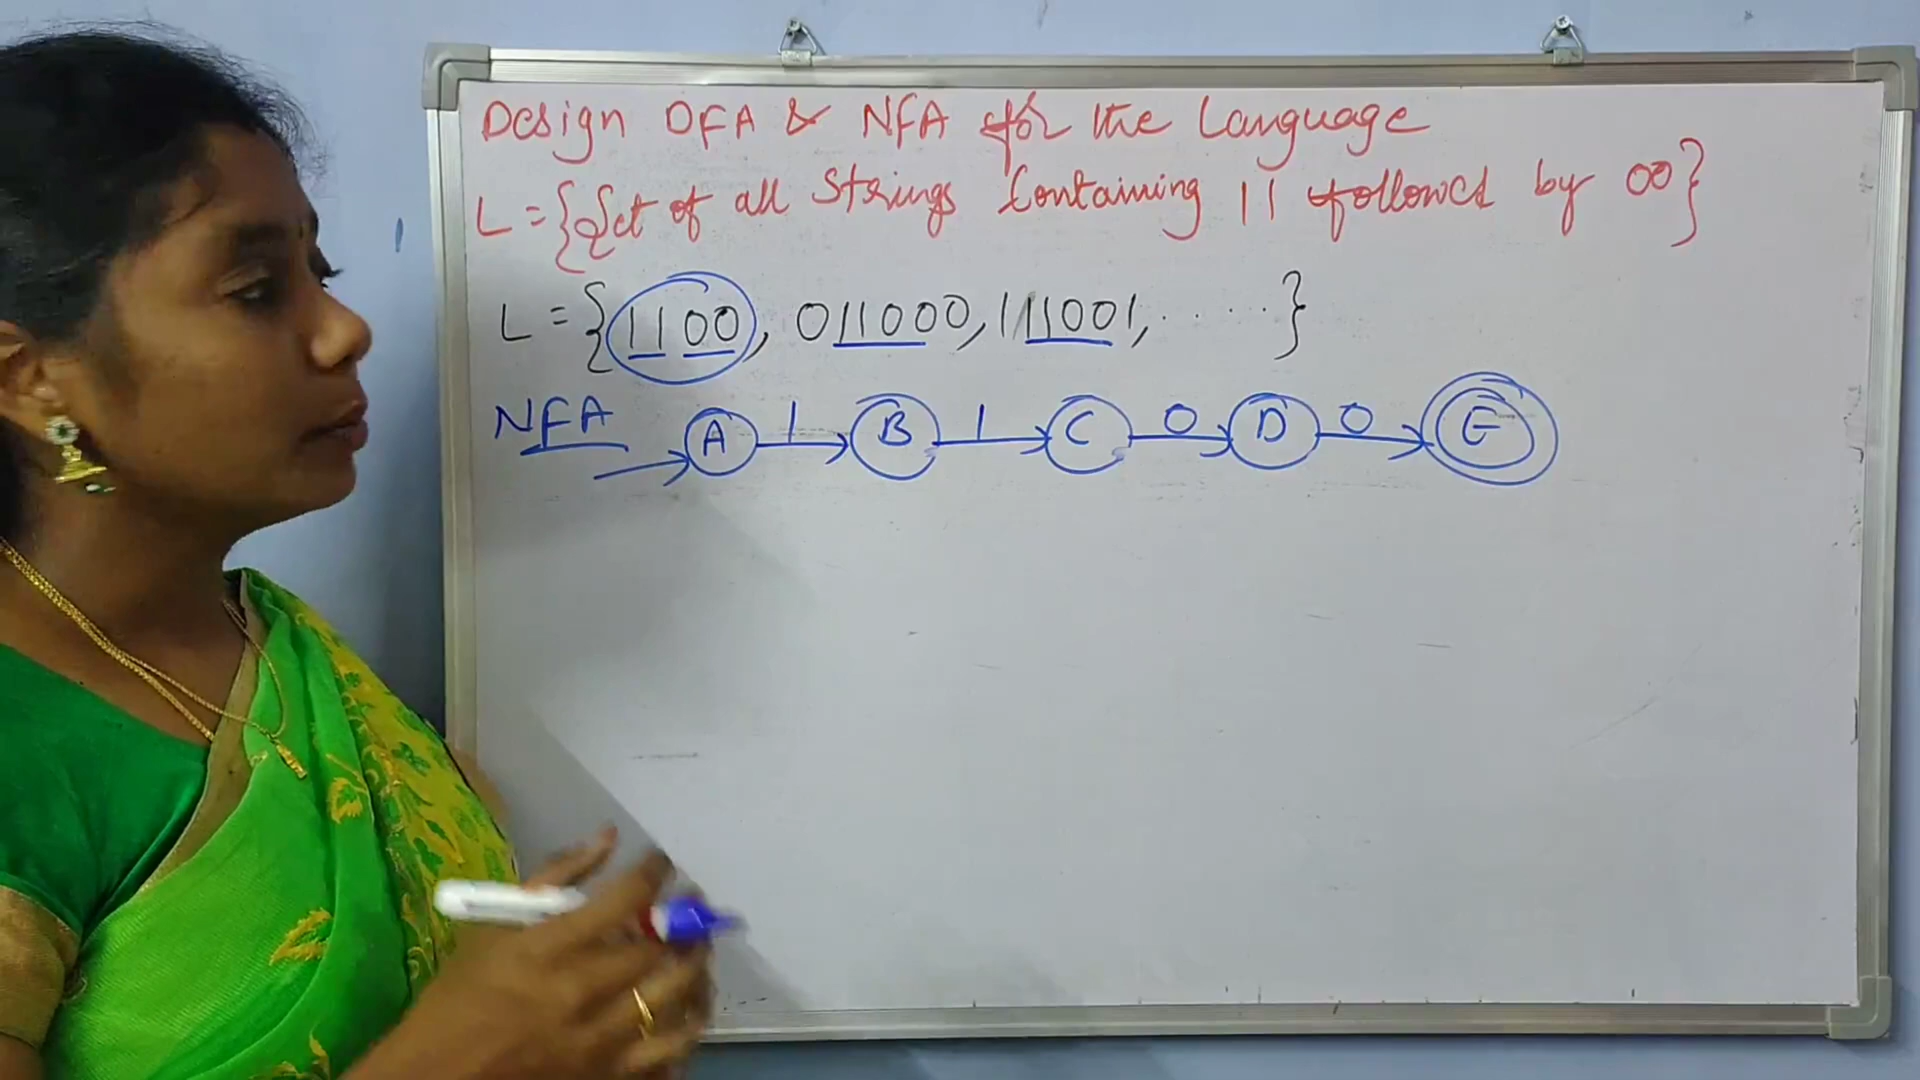 Design DFA & NFA for the Language
L = {Set of all Strings Containing 11 followed by 00}
L = {1100, 011000, 111001, ......}
NFA A 1 B 1 C 0 D 0 E